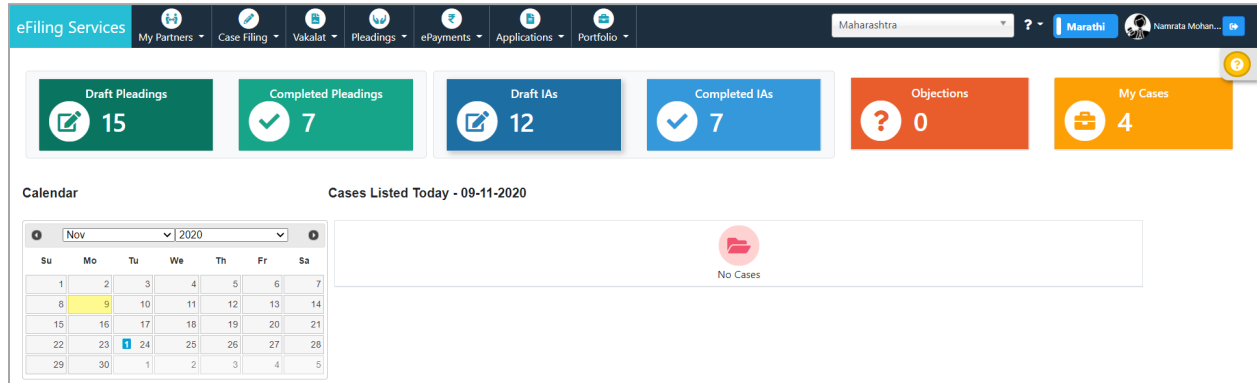 eFiling Services
My Partners
Case Filing
Vakalat
Pleadings
ePayments
Applications
Portfolio
Maharashtra
?
Marathi
Namrata Mohan...
?
Draft Pleadings
15
Completed Pleadings
7
Draft IAs
12
Completed IAs
7
Objections
? 0
My Cases
4
Calendar
Cases Listed Today - 09-11-2020
Nov 2020
Su Mo Tu We Th Fr Sa
1 2 3 4 5 6 7
8 9 10 11 12 13 14
15 16 17 18 19 20 21
22 23 1 24 25 26 27 28
29 30 1 2 3 4 5
No Cases